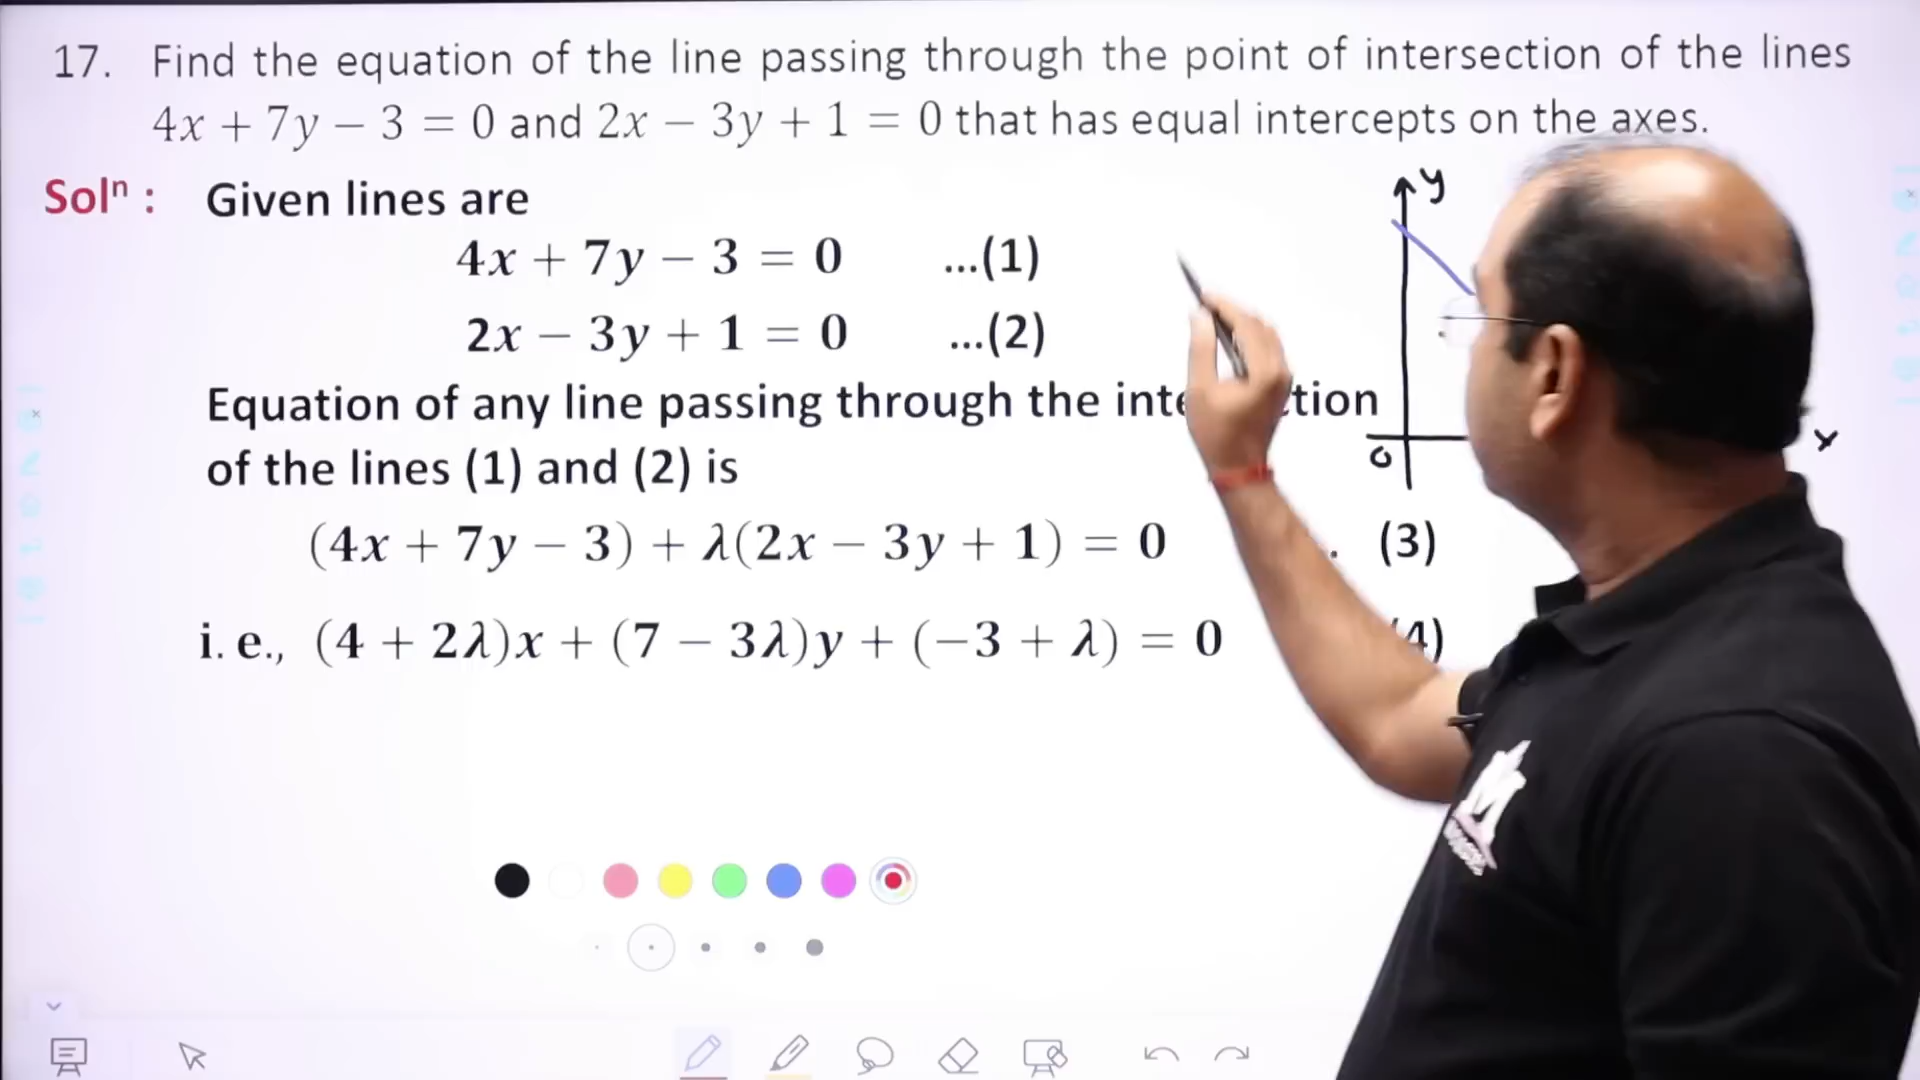 17. Find the equation of the line passing through the point of intersection of the lines
4x + 7y − 3 = 0 and 2x − 3y + 1 = 0 that has equal intercepts on the axes.
Solⁿ : Given lines are
4x + 7y − 3 = 0 ...(1)
2x − 3y + 1 = 0 ...(2)
y
Equation of any line passing through the inte tion
of the lines (1) and (2) is
O
x
(4x + 7y − 3) + λ(2x − 3y + 1) = 0 . (3)
i. e., (4 + 2λ)x + (7 − 3λ)y + (−3 + λ) = 0 4)